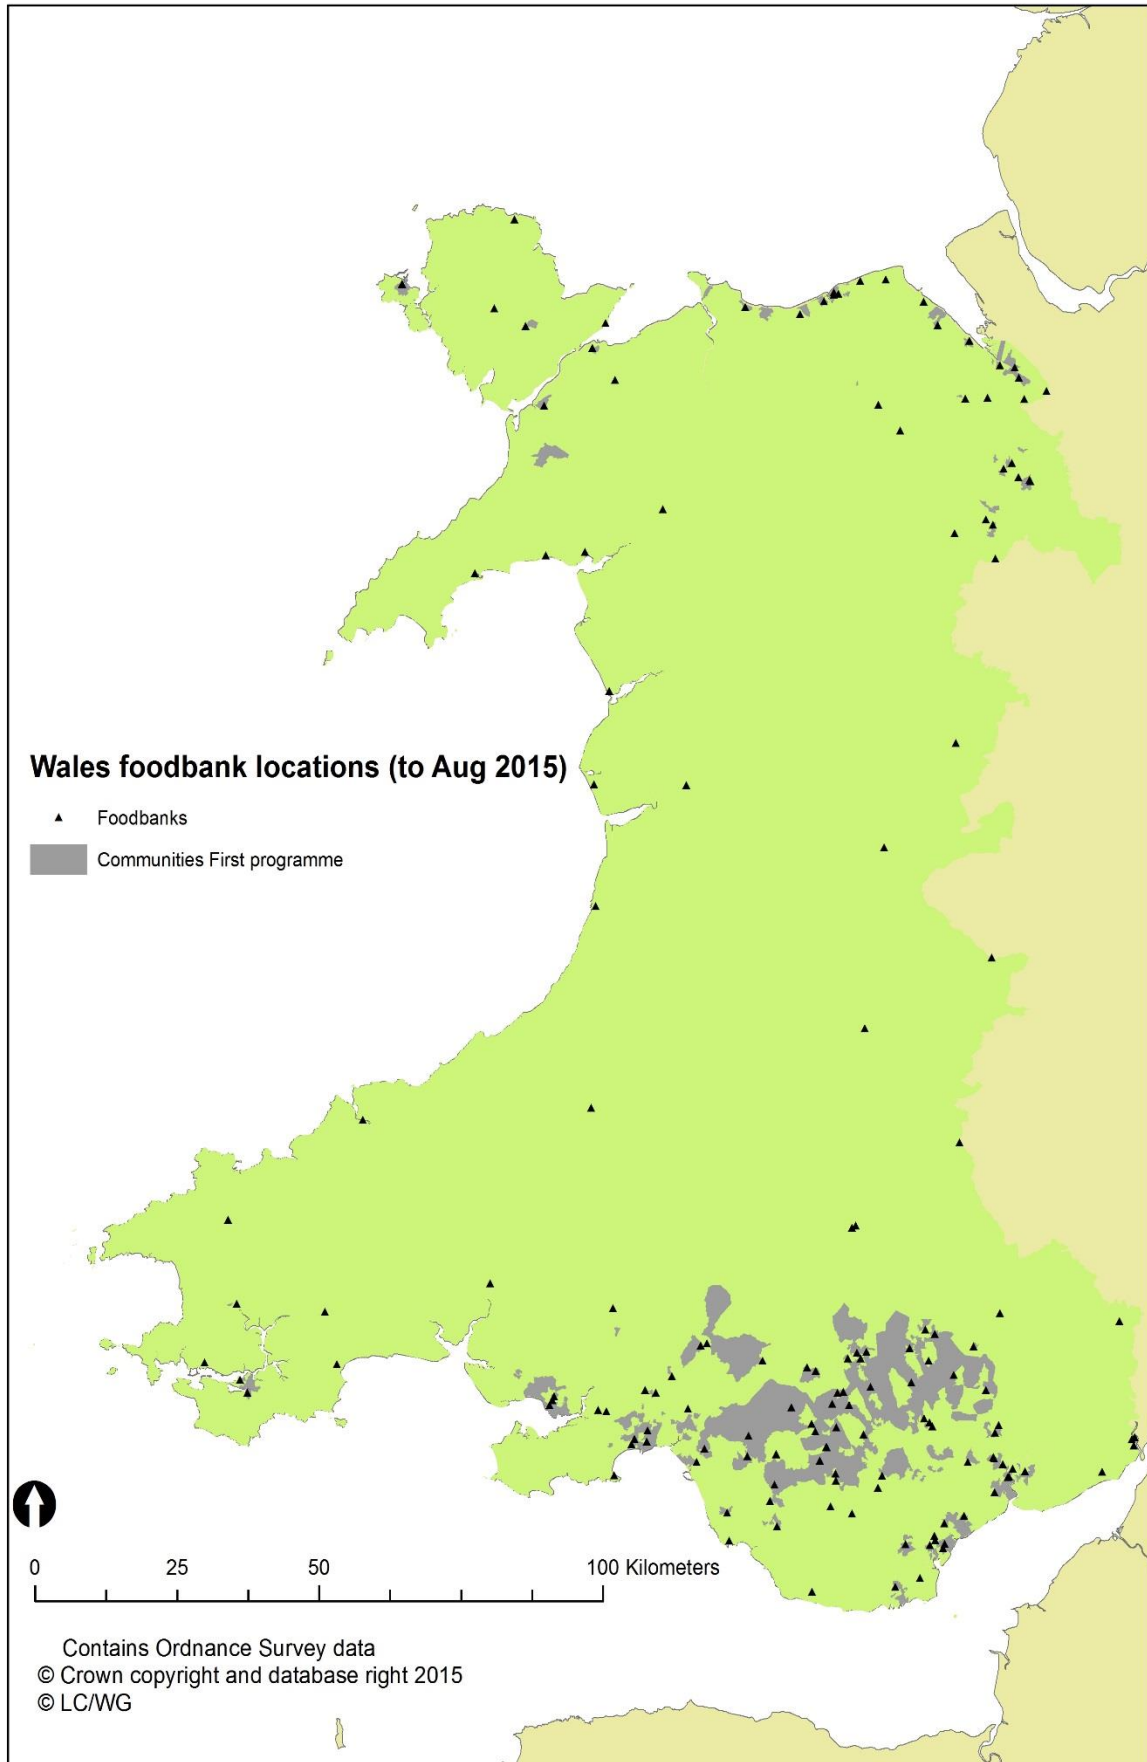 Wales foodbank locations (to Aug 2015)
Foodbanks
Communities First programme
0 25 50 100 Kilometers
Contains Ordnance Survey data
© Crown copyright and database right 2015
© LC/WG